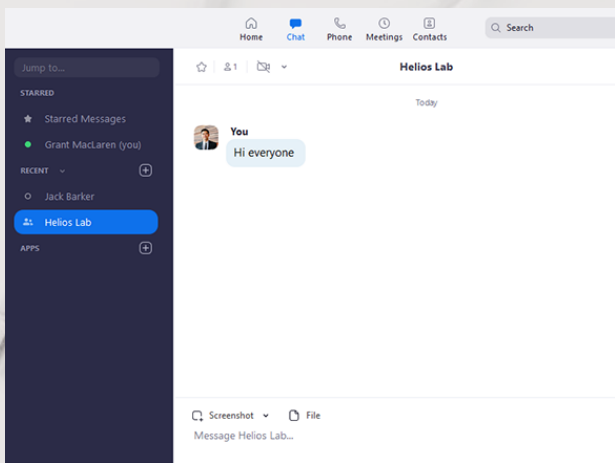 Home Chat Phone Meetings Contacts Search
Jump to...
STARRED
Starred Messages
Grant MacLaren (you)
RECENT
Jack Barker
Helios Lab
APPS
1
Helios Lab
Today
You
Hi everyone
Screenshot File
Message Helios Lab...